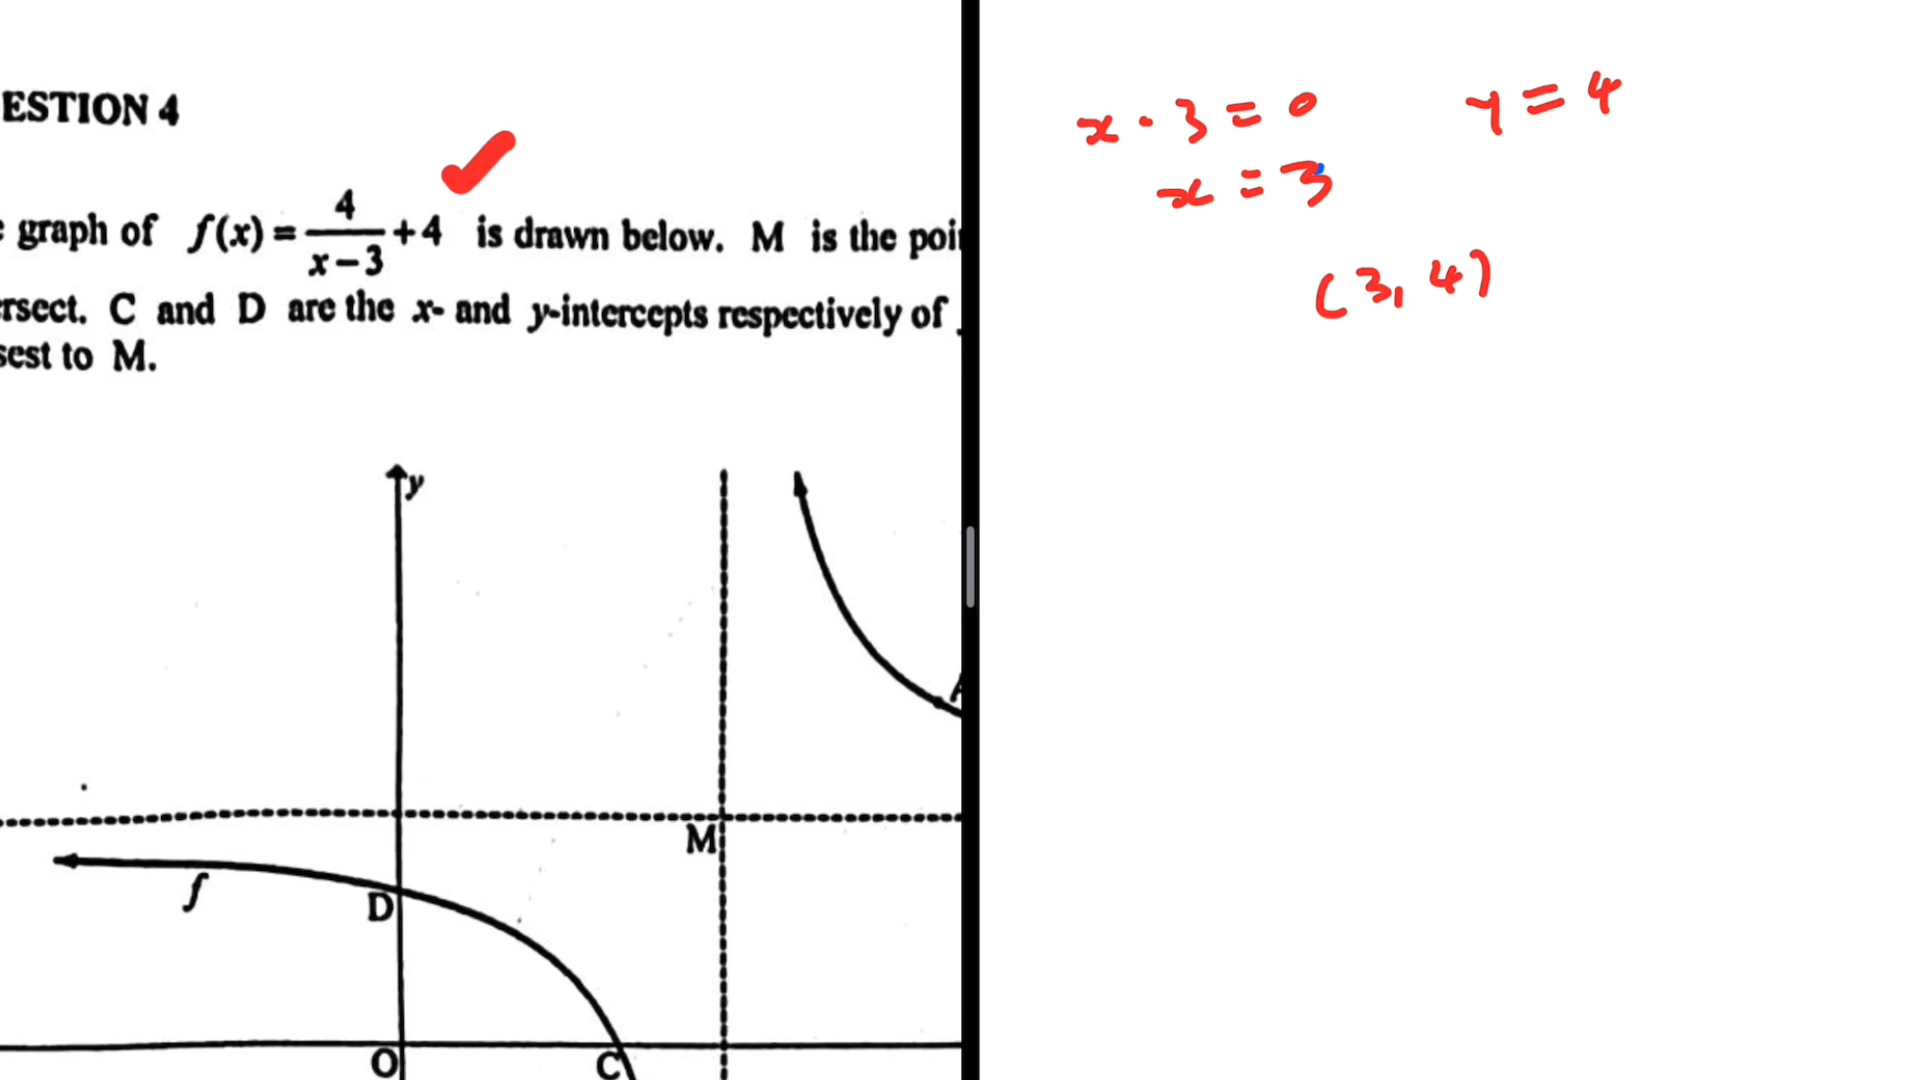 ESTION 4
graph of f(x) = 4/(x − 3) + 4 is drawn below. M is the poi
rsect. C and D are the x- and y-intercepts respectively of
sest to M.
y
A
M
f
D
O
C
x - 3 = 0 y = 4
x = 3
(3, 4)